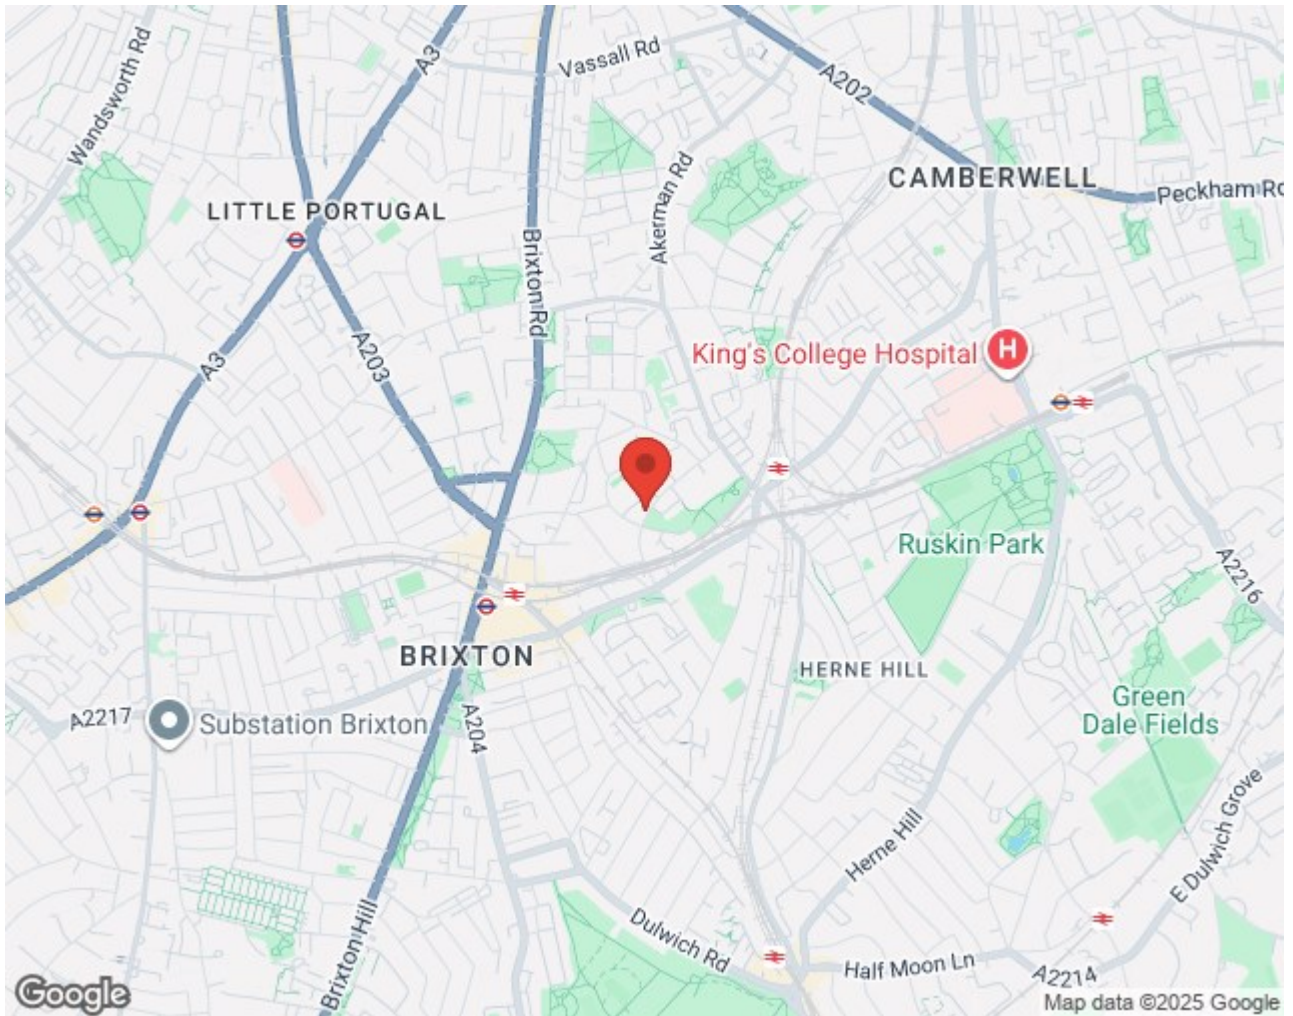 Wandsworth Rd
A3
Vassall Rd
A202
CAMBERWELL
Peckham Rd
LITTLE PORTUGAL
Akerman Rd
Brixton Rd
A3
A203
King's College Hospital
H
Ruskin Park
A2216
BRIXTON
HERNE HILL
A2217
Substation Brixton
A204
Green
Dale Fields
Herne Hill
E Dulwich Grove
Brixton Hill
Dulwich Rd
Half Moon Ln
A2214
Google
Map data ©2025 Google